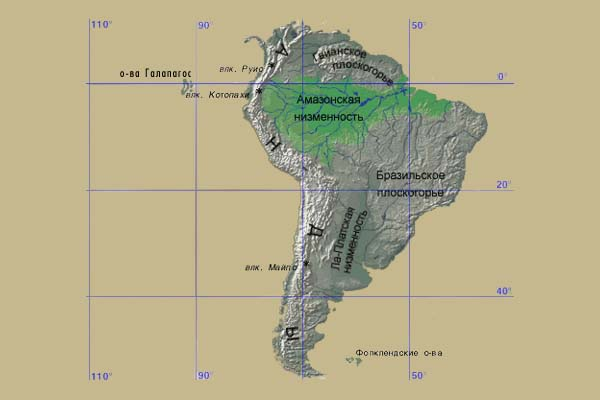 110°
90°
50°
Гвианское
плоскогорье
А
влк. Руис
о-ва Галапагос
0°
влк. Котопахи
Амазонская
низменность
Н
Бразильское
плоскогорье
20°
Ла-Платская
низменность
Д
влк. Майпо
40°
Ы
Фолклендские о-ва
110°
90°
50°